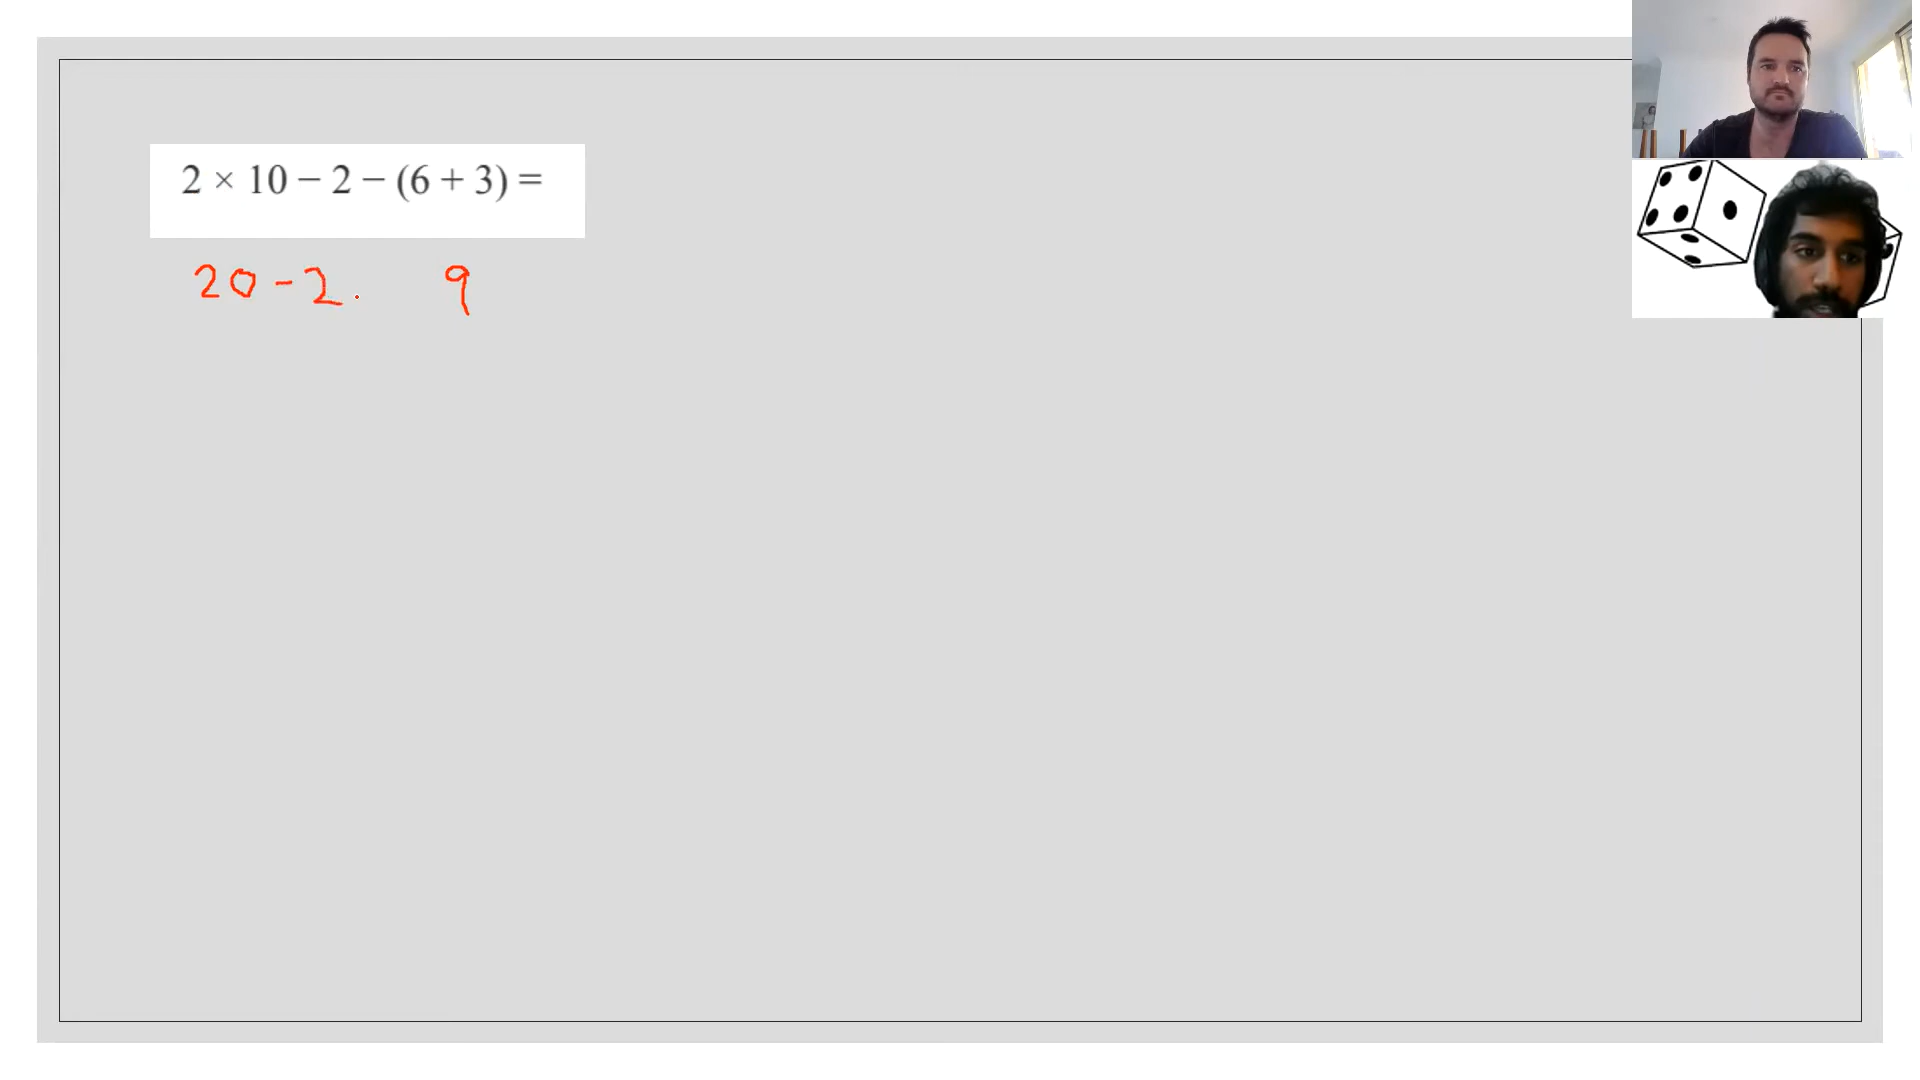 2 × 10 − 2 − (6 + 3) =
20 - 2. 9